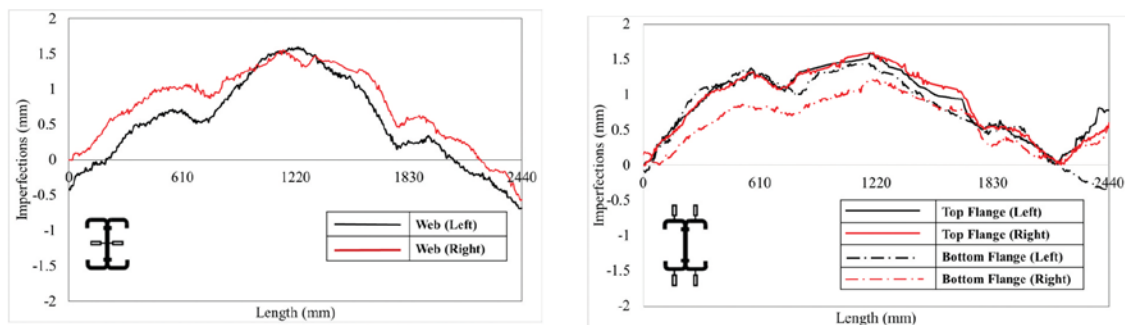 2
1.5
1
0.5
0
-0.5
-1
-1.5
-2
Imperfections (mm)
0
610
1220
1830
2440
Web (Left)
Web (Right)
Length (mm)
2
1.5
1
0.5
0
-0.5
-1
-1.5
-2
Imperfections (mm)
0
610
1220
1830
2440
Top Flange (Left)
Top Flange (Right)
Bottom Flange (Left)
Bottom Flange (Right)
Length (mm)